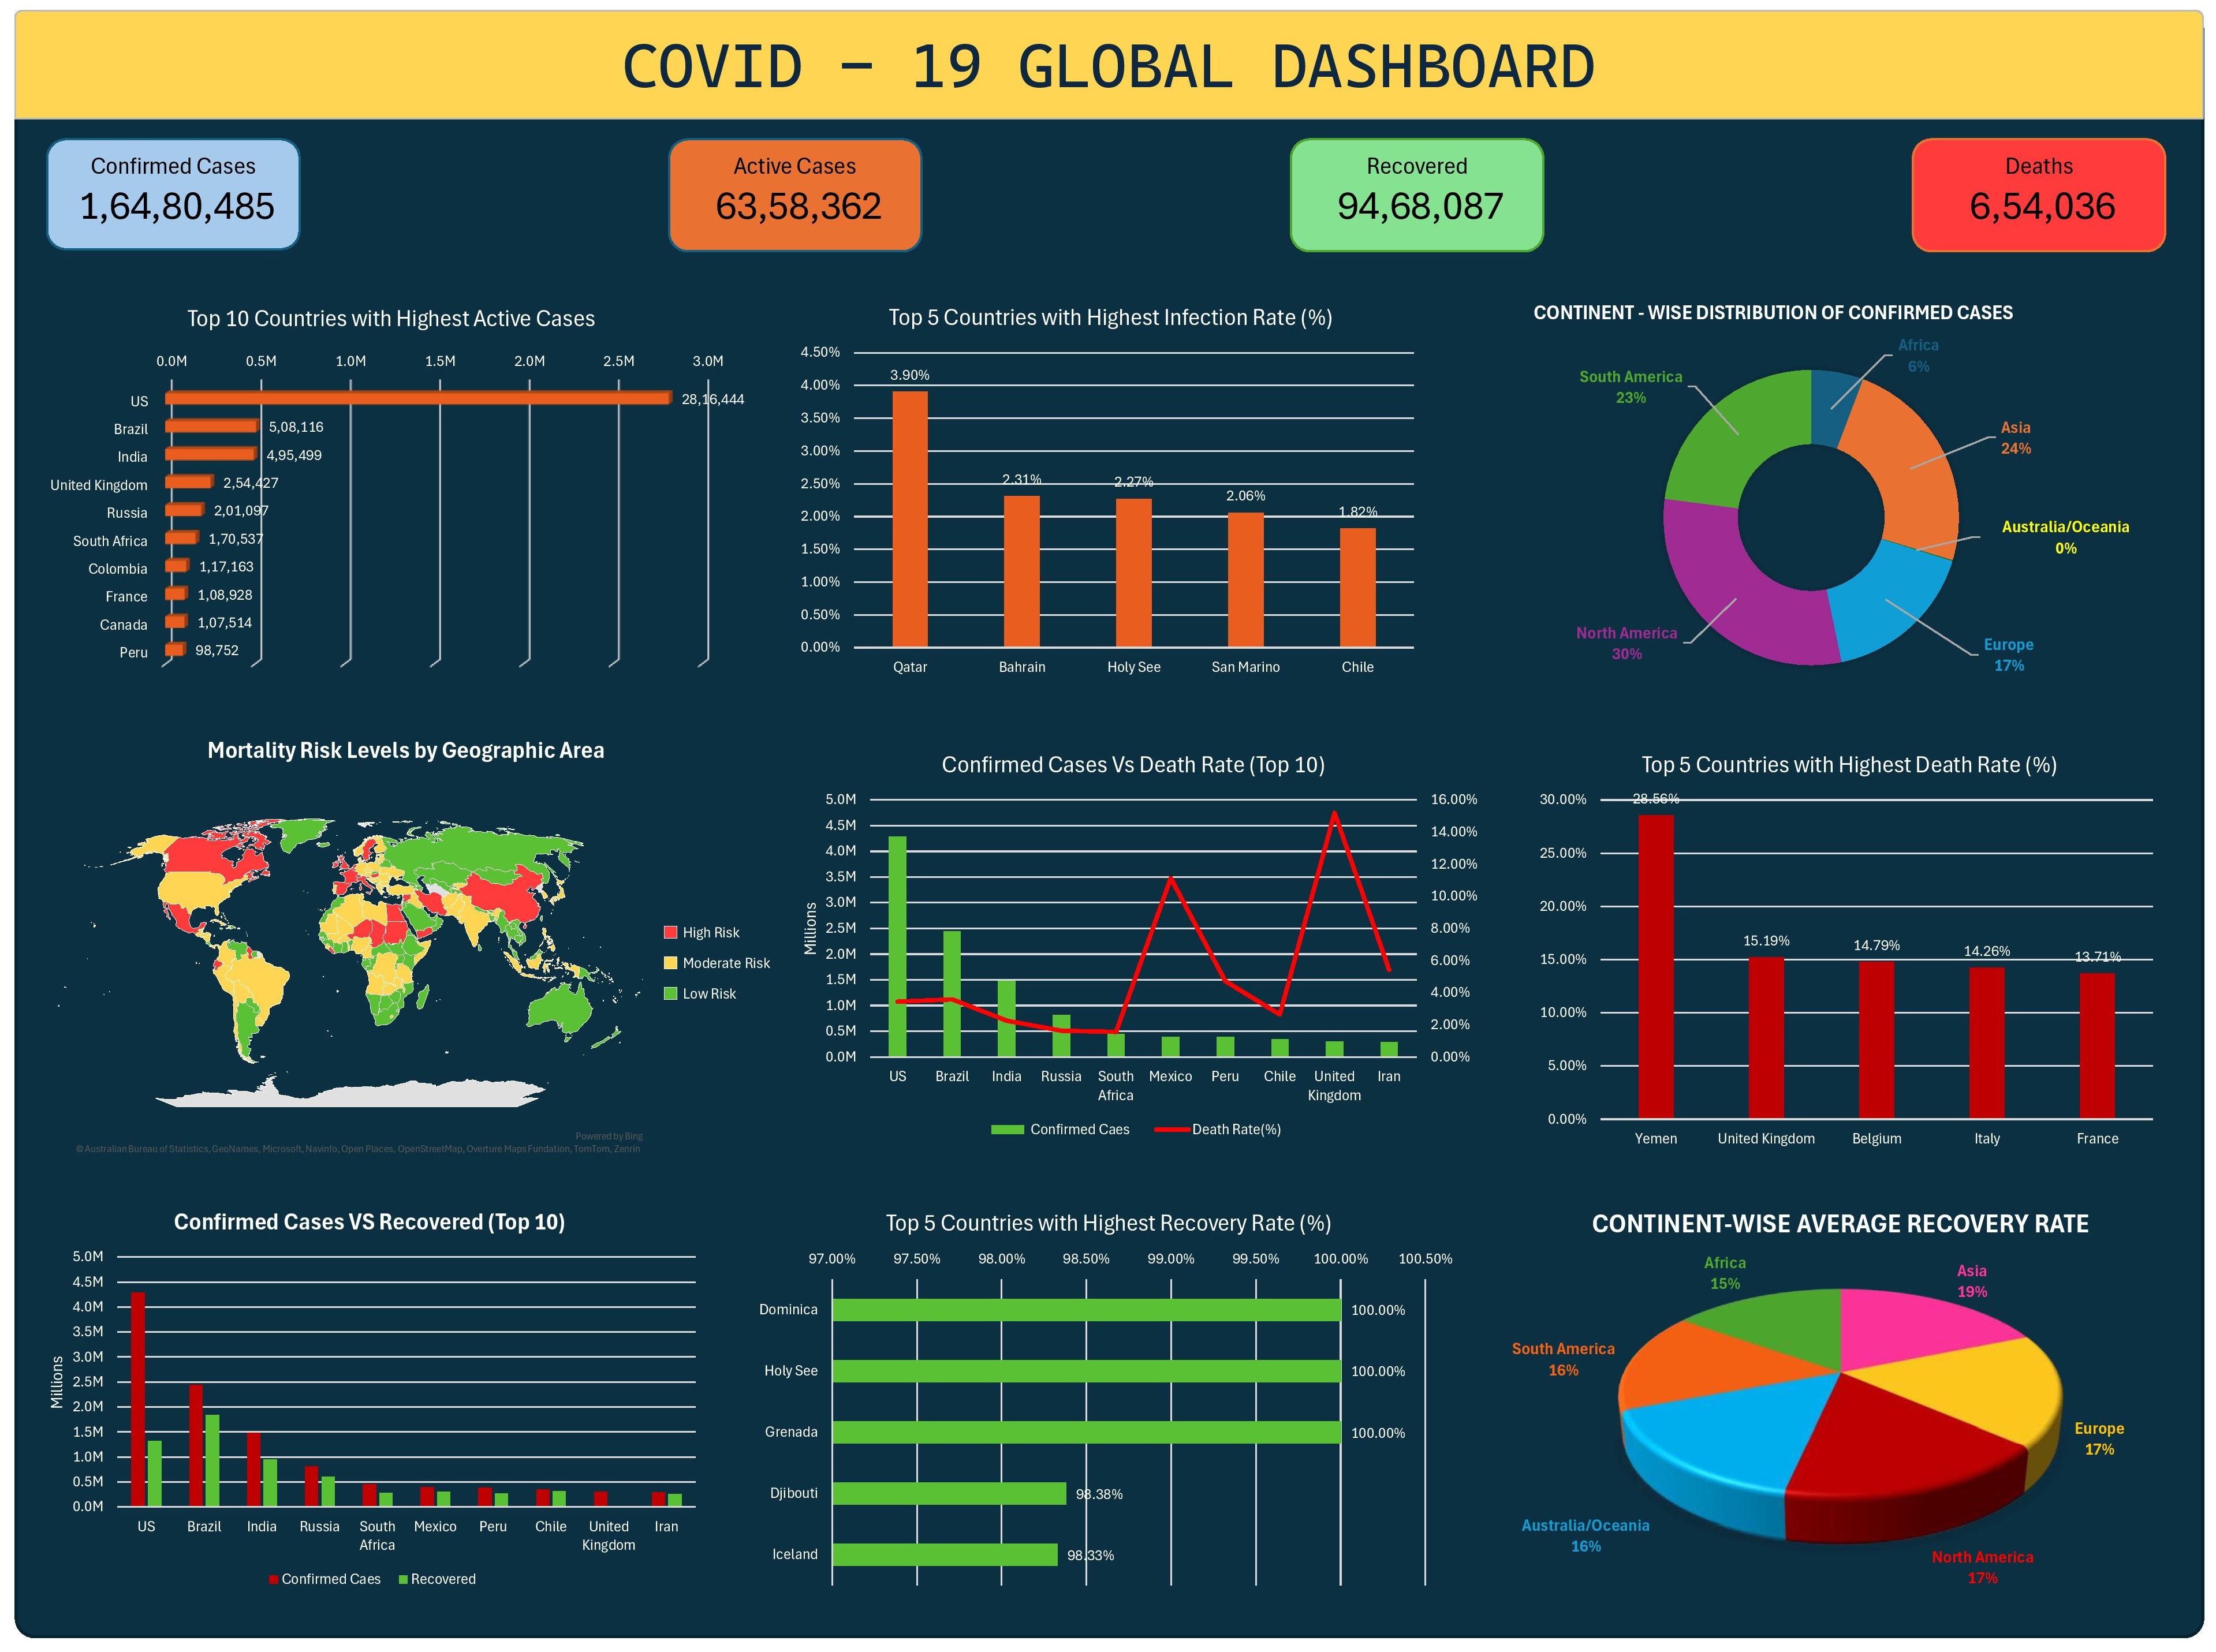 COVID - 19 GLOBAL DASHBOARD
Confirmed Cases
1,64,80,485
Active Cases
63,58,362
Recovered
94,68,087
Deaths
6,54,036
Top 10 Countries with Highest Active Cases
0.0M 0.5M 1.0M 1.5M 2.0M 2.5M 3.0M
US 28,16,444
Brazil 5,08,116
India 4,95,499
United Kingdom 2,54,427
Russia 2,01,097
South Africa 1,70,537
Colombia 1,17,163
France 1,08,928
Canada 1,07,514
Peru 98,752
Top 5 Countries with Highest Infection Rate (%)
4.50%
4.00%
3.50%
3.00%
2.50%
2.00%
1.50%
1.00%
0.50%
0.00%
3.90%
2.31%
2.27%
2.06%
1.82%
Qatar Bahrain Holy See San Marino Chile
CONTINENT - WISE DISTRIBUTION OF CONFIRMED CASES
Africa
6%
Asia
24%
Australia/Oceania
0%
Europe
17%
North America
30%
South America
23%
Mortality Risk Levels by Geographic Area
High Risk
Moderate Risk
Low Risk
Powered by Bing
© Australian Bureau of Statistics, GeoNames, Microsoft, Navinfo, Open Places, OpenStreetMap, Overture Maps Fundation, TomTom, Zenrin
Confirmed Cases Vs Death Rate (Top 10)
Millions
5.0M
4.5M
4.0M
3.5M
3.0M
2.5M
2.0M
1.5M
1.0M
0.5M
0.0M
16.00%
14.00%
12.00%
10.00%
8.00%
6.00%
4.00%
2.00%
0.00%
US Brazil India Russia South Africa Mexico Peru Chile United Kingdom Iran
Confirmed Caes Death Rate(%)
Top 5 Countries with Highest Death Rate (%)
30.00%
25.00%
20.00%
15.00%
10.00%
5.00%
0.00%
28.56%
15.19%
14.79%
14.26%
13.71%
Yemen United Kingdom Belgium Italy France
Confirmed Cases VS Recovered (Top 10)
Millions
5.0M
4.5M
4.0M
3.5M
3.0M
2.5M
2.0M
1.5M
1.0M
0.5M
0.0M
US Brazil India Russia South Africa Mexico Peru Chile United Kingdom Iran
Confirmed Caes Recovered
Top 5 Countries with Highest Recovery Rate (%)
97.00% 97.50% 98.00% 98.50% 99.00% 99.50% 100.00% 100.50%
Dominica 100.00%
Holy See 100.00%
Grenada 100.00%
Djibouti 98.38%
Iceland 98.33%
CONTINENT-WISE AVERAGE RECOVERY RATE
Africa
15%
Asia
19%
South America
16%
Europe
17%
Australia/Oceania
16%
North America
17%